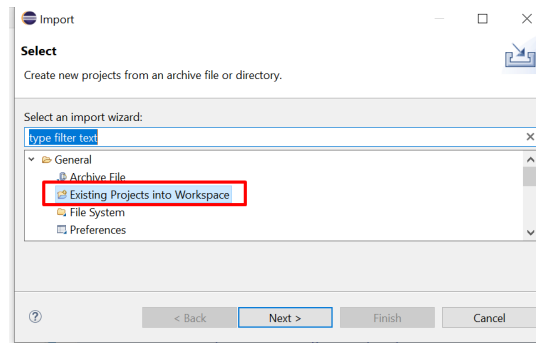 Import
Select
Create new projects from an archive file or directory.
Select an import wizard:
type filter text
General
Archive File
Existing Projects into Workspace
File System
Preferences
< Back Next > Finish Cancel